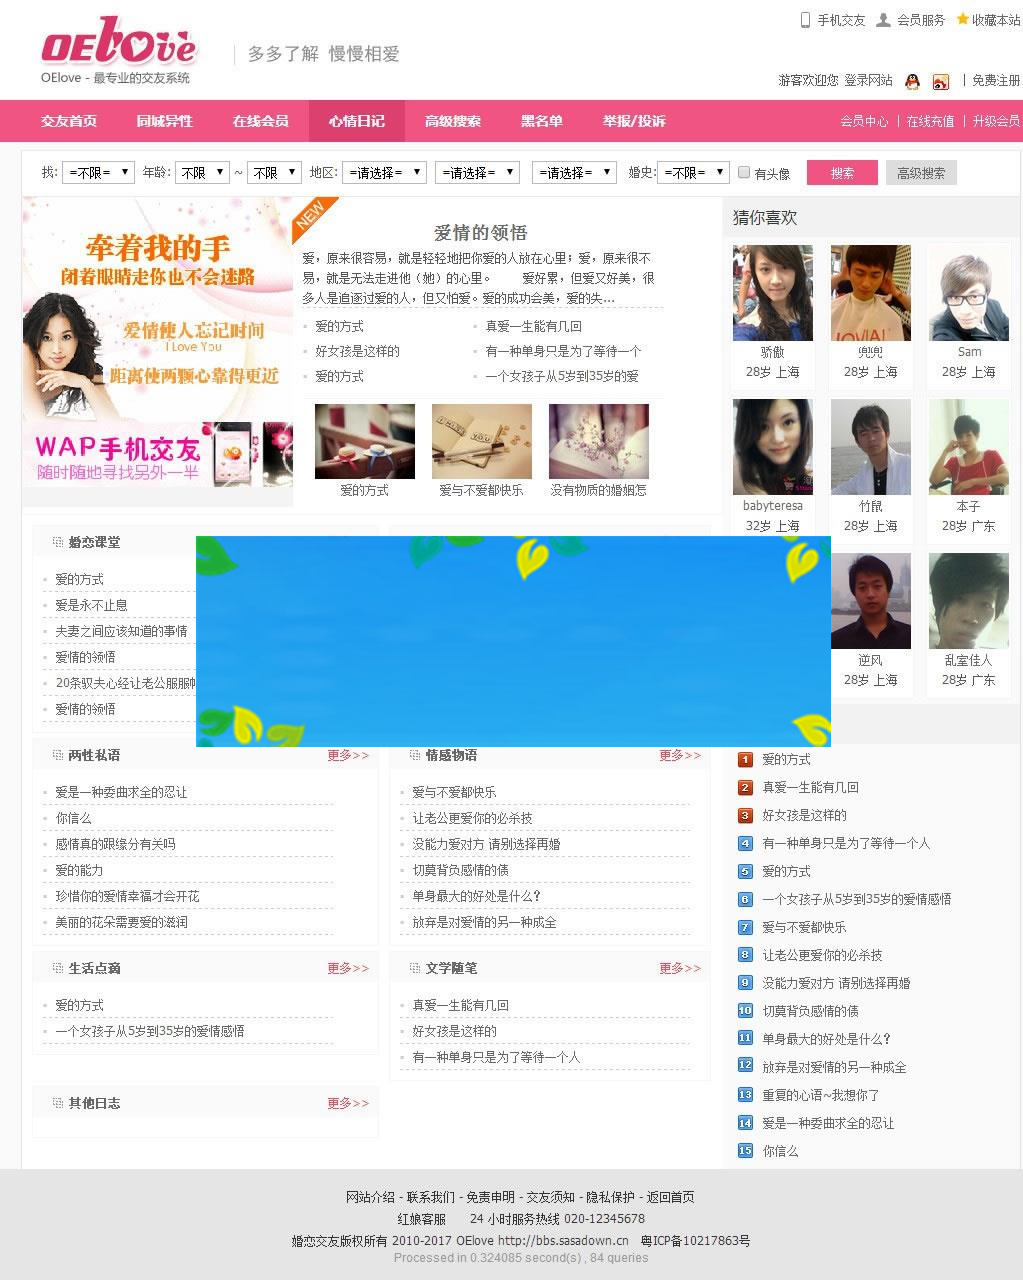 手机交友 会员服务 收藏本站
OElove
多多了解 慢慢相爱
OElove - 最专业的交友系统
游客欢迎您 登录网站 | 免费注册
交友首页 同城异性 在线会员 心情日记 高级搜索 黑名单 举报/投诉 会员中心 | 在线充值 | 升级会员
找: =不限= 年龄: 不限 ~ 不限 地区: =请选择= =请选择= =请选择= 婚史: =不限= 有头像 搜索 高级搜索
牵着我的手
闭着眼睛走你也不会迷路
爱情使人忘记时间
I Love You
距离使两颗心靠得更近
WAP手机交友
随时随地寻找另外一半
NEW
爱情的领悟
爱，原来很容易，就是轻轻地把你爱的人放在心里；爱，原来很不
易，就是无法走进他（她）的心里。 爱好累，但爱又好美，很
多人是追逐过爱的人，但又怕爱。爱的成功会美，爱的失...
爱的方式 真爱一生能有几回
好女孩是这样的 有一种单身只是为了等待一个
爱的方式 一个女孩子从5岁到35岁的爱
爱的方式 爱与不爱都快乐 没有物质的婚姻怎
猜你喜欢
骄傲 兜兜 Sam
28岁 上海 28岁 上海 28岁 上海
babyteresa 竹鼠 本子
32岁 上海 28岁 上海 28岁 广东
逆风 乱室佳人
28岁 上海 28岁 广东
婚恋课堂
爱的方式
爱是永不止息
夫妻之间应该知道的事情
爱情的领悟
20条驭夫心经让老公服服
爱情的领悟
两性私语 更多>>
爱是一种委曲求全的忍让
你信么
感情真的跟缘分有关吗
爱的能力
珍惜你的爱情幸福才会开花
美丽的花朵需要爱的滋润
情感物语 更多>>
爱与不爱都快乐
让老公更爱你的必杀技
没能力爱对方 请别选择再婚
切莫背负感情的债
单身最大的好处是什么？
放弃是对爱情的另一种成全
生活点滴 更多>>
爱的方式
一个女孩子从5岁到35岁的爱情感悟
文学随笔 更多>>
真爱一生能有几回
好女孩是这样的
有一种单身只是为了等待一个人
其他日志 更多>>
1 爱的方式
2 真爱一生能有几回
3 好女孩是这样的
4 有一种单身只是为了等待一个人
5 爱的方式
6 一个女孩子从5岁到35岁的爱情感悟
7 爱与不爱都快乐
8 让老公更爱你的必杀技
9 没能力爱对方 请别选择再婚
10 切莫背负感情的债
11 单身最大的好处是什么？
12 放弃是对爱情的另一种成全
13 重复的心语~我想你了
14 爱是一种委曲求全的忍让
15 你信么
网站介绍 - 联系我们 - 免责申明 - 交友须知 - 隐私保护 - 返回首页
红娘客服 24 小时服务热线 020-12345678
婚恋交友版权所有 2010-2017 OElove http://bbs.sasadown.cn 粤ICP备10217863号
Processed in 0.324085 second(s) , 84 queries